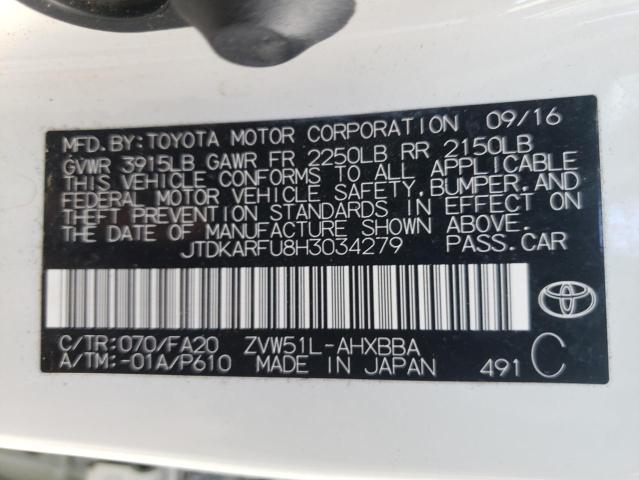 MFD. BY: TOYOTA MOTOR CORPORATION 09/16
GVWR 3915LB GAWR FR 2250LB RR 2150LB
THIS VEHICLE CONFORMS TO ALL APPLICABLE
FEDERAL MOTOR VEHICLE SAFETY, BUMPER, AND
THEFT PREVENTION STANDARDS IN EFFECT ON
THE DATE OF MANUFACTURE SHOWN ABOVE.
JTDKARFU8H3034279 PASS. CAR
C/TR: 070/FA20 ZVW51L-AHXBBA
A/TM: -01A/P610 MADE IN JAPAN 491 C